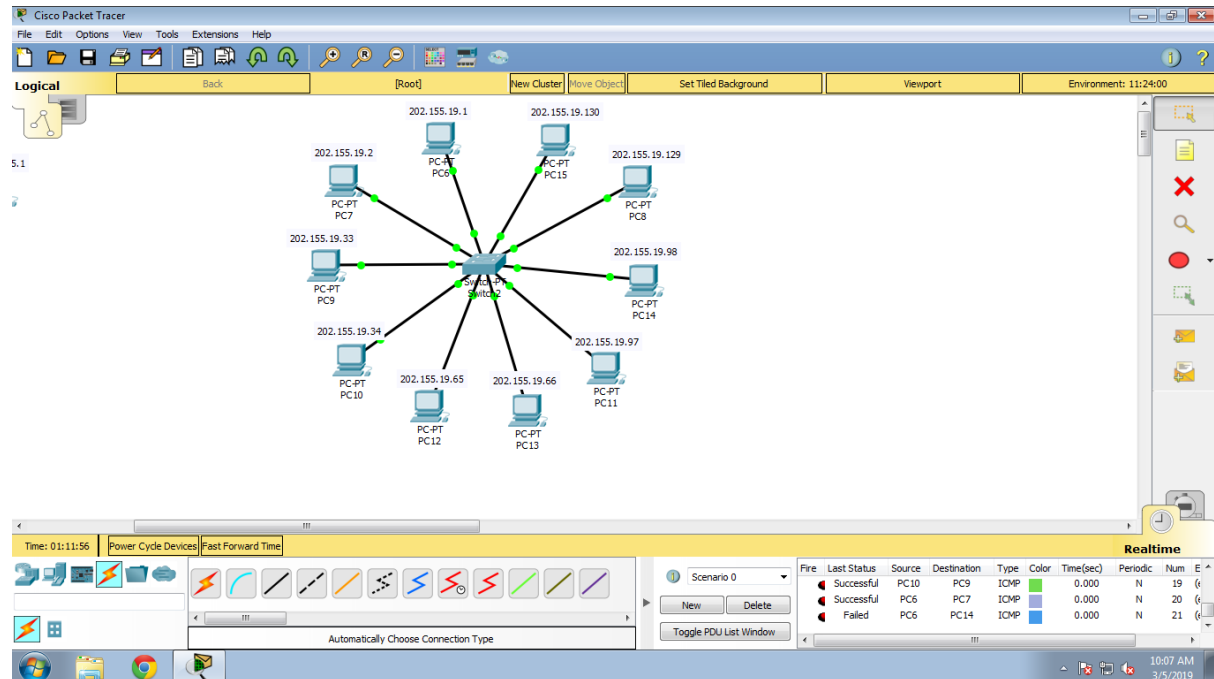 Cisco Packet Tracer
File Edit Options View Tools Extensions Help
Logical Back [Root] New Cluster Move Object Set Tiled Background Viewport Environment: 11:24:00
5.1
202.155.19.1
PC-PT
PC6
202.155.19.130
PC-PT
PC15
202.155.19.2
PC-PT
PC7
202.155.19.129
PC-PT
PC8
202.155.19.33
PC-PT
PC9
Switch-PT
Switch2
202.155.19.98
PC-PT
PC14
202.155.19.34
PC-PT
PC10
202.155.19.97
PC-PT
PC11
202.155.19.65
PC-PT
PC12
202.155.19.66
PC-PT
PC13
Time: 01:11:56 Power Cycle Devices Fast Forward Time
Realtime
Automatically Choose Connection Type
Scenario 0
New Delete
Toggle PDU List Window
Fire Last Status Source Destination Type Color Time(sec) Periodic Num E
Successful PC10 PC9 ICMP 0.000 N 19 (e
Successful PC6 PC7 ICMP 0.000 N 20 (e
Failed PC6 PC14 ICMP 0.000 N 21 (e
10:07 AM
3/5/2019